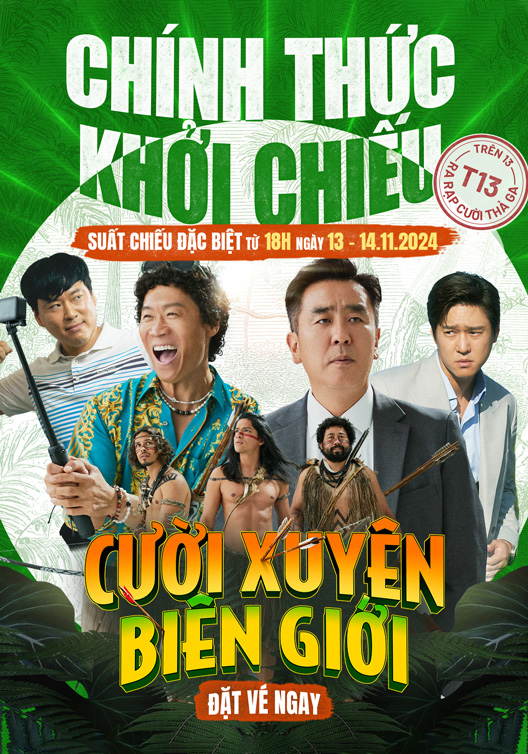 CHÍNH THỨC
KHỞI CHIẾU
TRÊN 13
T13
RA RẠP CƯỜI THẢ GA
SUẤT CHIẾU ĐẶC BIỆT TỪ 18H NGÀY 13 - 14.11.2024
CƯỜI XUYÊN
BIÊN GIỚI
ĐẶT VÉ NGAY